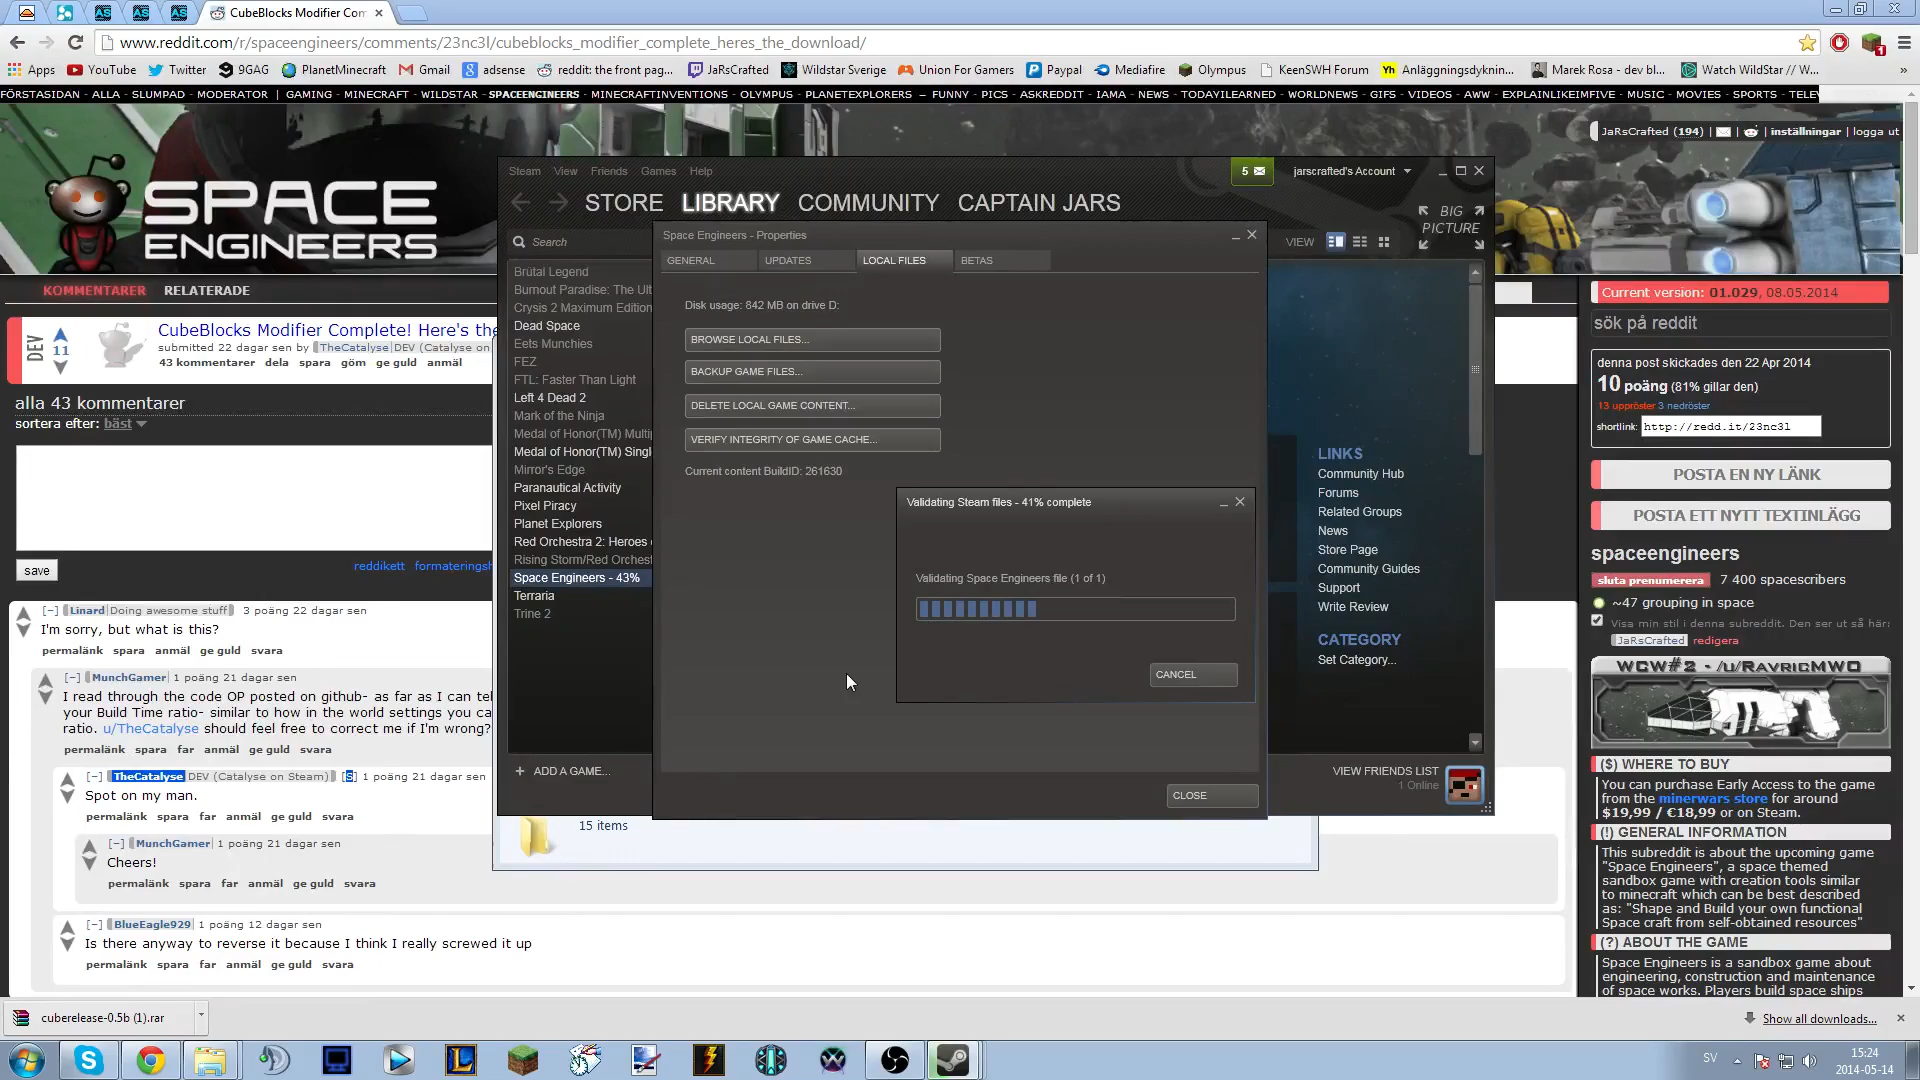 CubeBlocks Modifier Com
www.reddit.com/r/spaceengineers/comments/23nc3l/cubeblocks_modifier_complete_heres_the_download/
Apps YouTube Twitter 9GAG PlanetMinecraft Gmail adsense reddit: the front pag... JaRsCrafted Wildstar Sverige Union For Gamers Paypal Mediafire Olympus KeenSWH Forum Anläggningsdyknin... Marek Rosa - dev bl... Watch WildStar // W... »
FÖRSTASIDAN - ALLA - SLUMPAD - MODERATOR | GAMING - MINECRAFT - WILDSTAR - SPACEENGINEERS - MINECRAFTINVENTIONS - OLYMPUS - PLANETEXPLORERS – FUNNY - PICS - ASKREDDIT - IAMA - NEWS - TODAYILEARNED - WORLDNEWS - GIFS - VIDEOS - AWW - EXPLAINLIKEIMFIVE - MUSIC - MOVIES - SPORTS - TELEV
JaRsCrafted (194) | | | inställningar | logga ut
SPACE
ENGINEERS
KOMMENTARER RELATERADE
DEV
11
CubeBlocks Modifier Complete! Here's the
submitted 22 dagar sen by TheCatalyse DEV (Catalyse on
43 kommentarer dela spara göm ge guld anmäl
alla 43 kommentarer
sortera efter: bäst
save
reddikett formateringsh
[–] Linard Doing awesome stuff 3 poäng 22 dagar sen
I'm sorry, but what is this?
permalänk spara anmäl ge guld svara
[–] MunchGamer 1 poäng 21 dagar sen
I read through the code OP posted on github- as far as I can tel
your Build Time ratio- similar to how in the world settings you ca
ratio. u/TheCatalyse should feel free to correct me if I'm wrong?
permalänk spara far anmäl ge guld svara
[–] TheCatalyse DEV (Catalyse on Steam) [S] 1 poäng 21 dagar sen
Spot on my man.
permalänk spara far anmäl ge guld svara
[–] MunchGamer 1 poäng 21 dagar sen
Cheers!
permalänk spara far anmäl ge guld svara
[–] BlueEagle929 1 poäng 12 dagar sen
Is there anyway to reverse it because I think I really screwed it up
permalänk spara far anmäl ge guld svara
Steam View Friends Games Help
5
jarscrafted's Account
STORE LIBRARY COMMUNITY CAPTAIN JARS
BIG
PICTURE
Search
VIEW
Brütal Legend
Burnout Paradise: The Ult
Crysis 2 Maximum Edition
Dead Space
Eets Munchies
FEZ
FTL: Faster Than Light
Left 4 Dead 2
Mark of the Ninja
Medal of Honor(TM) Multi
Medal of Honor(TM) Singl
Mirror's Edge
Paranautical Activity
Pixel Piracy
Planet Explorers
Red Orchestra 2: Heroes
Rising Storm/Red Orchest
Space Engineers - 43%
Terraria
Trine 2
+ ADD A GAME...
Space Engineers - Properties
GENERAL UPDATES LOCAL FILES BETAS
Disk usage: 842 MB on drive D:
BROWSE LOCAL FILES...
BACKUP GAME FILES...
DELETE LOCAL GAME CONTENT...
VERIFY INTEGRITY OF GAME CACHE...
Current content BuildID: 261630
Validating Steam files - 41% complete
Validating Space Engineers file (1 of 1)
CANCEL
CLOSE
LINKS
Community Hub
Forums
Related Groups
News
Store Page
Community Guides
Support
Write Review
CATEGORY
Set Category...
VIEW FRIENDS LIST
1 Online
15 items
Current version: 01.029, 08.05.2014
sök på reddit
denna post skickades den 22 Apr 2014
10 poäng (81% gillar den)
13 uppröster 3 nedröster
shortlink: http://redd.it/23nc3l
POSTA EN NY LÄNK
POSTA ETT NYTT TEXTINLÄGG
spaceengineers
sluta prenumerera 7 400 spacescribers
~47 grouping in space
Visa min stil i denna subreddit. Den ser ut så här:
JaRsCrafted redigera
WCW#2 - /u/RavricMWO
($) WHERE TO BUY
You can purchase Early Access to the game
from the minerwars store for around
$19,99 / €18,99 or on Steam.
(!) GENERAL INFORMATION
This subreddit is about the upcoming game
"Space Engineers", a space themed
sandbox game with creation tools similar
to minecraft which can be best described
as: "Shape and Build your own functional
Space craft from self-obtained resources"
(?) ABOUT THE GAME
Space Engineers is a sandbox game about
engineering, construction and maintenance
of space works. Players build space ships
cuberelease-0.5b (1).rar
Show all downloads...
SV
15:24
2014-05-14